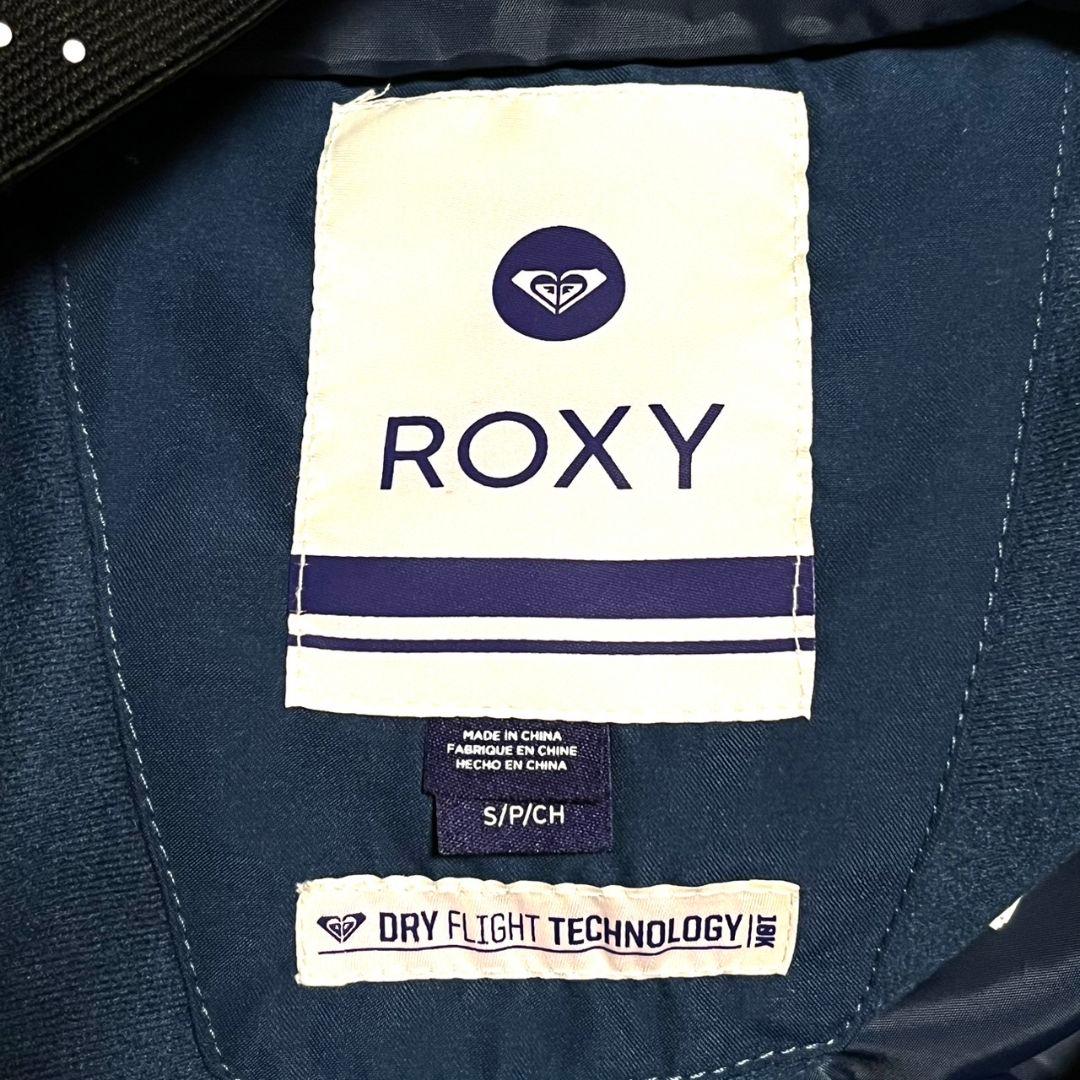 ROXY
MADE IN CHINA
FABRIQUE EN CHINE
HECHO EN CHINA
S/P/CH
DRY FLIGHT TECHNOLOGY 10K